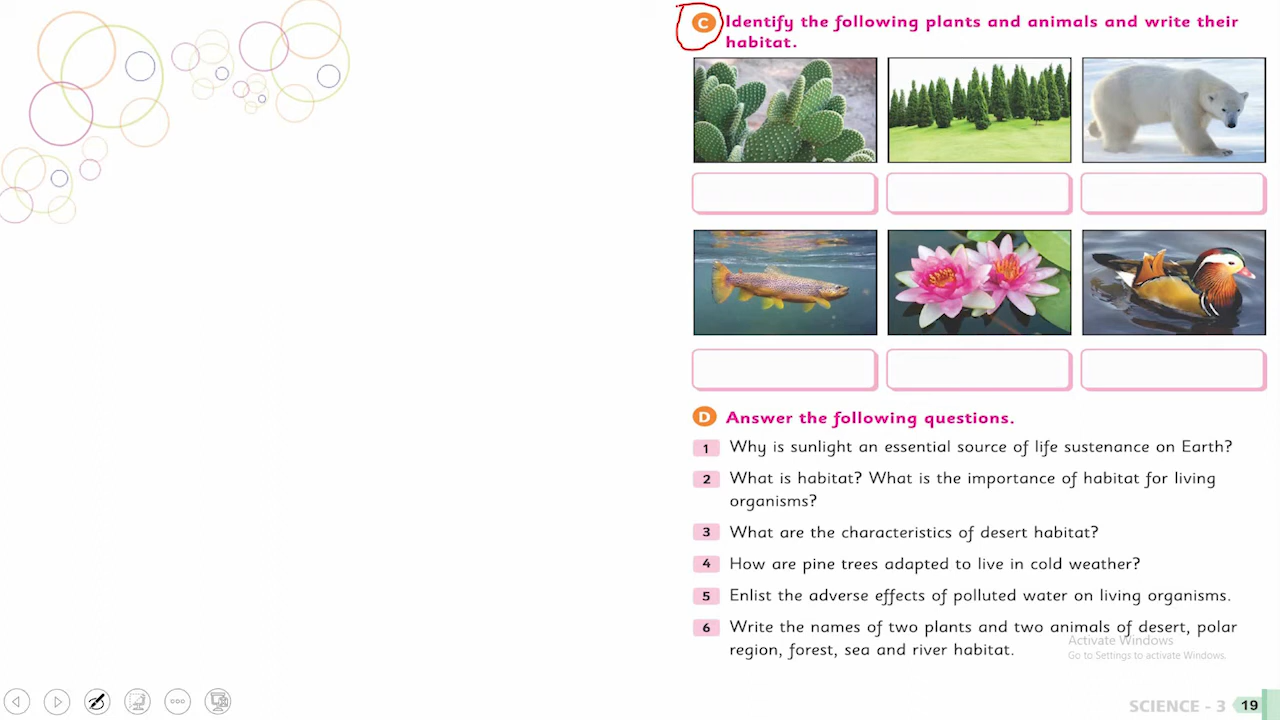 C Identify the following plants and animals and write their
habitat.
D Answer the following questions.
1 Why is sunlight an essential source of life sustenance on Earth?
2 What is habitat? What is the importance of habitat for living
organisms?
3 What are the characteristics of desert habitat?
4 How are pine trees adapted to live in cold weather?
5 Enlist the adverse effects of polluted water on living organisms.
6 Write the names of two plants and two animals of desert, polar
region, forest, sea and river habitat.
Activate Windows
Go to Settings to activate Windows.
SCIENCE - 3 19